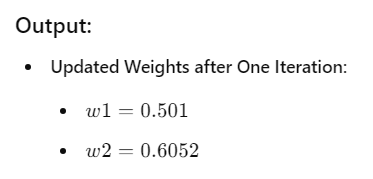 Output:
• Updated Weights after One Iteration:
• w1 = 0.501
• w2 = 0.6052